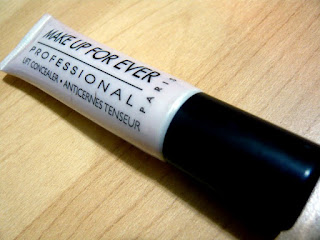 MAKE UP FOR EVER
PROFESSIONAL
LIFT CONCEALER • ANTICERNES TENSEUR
PARIS